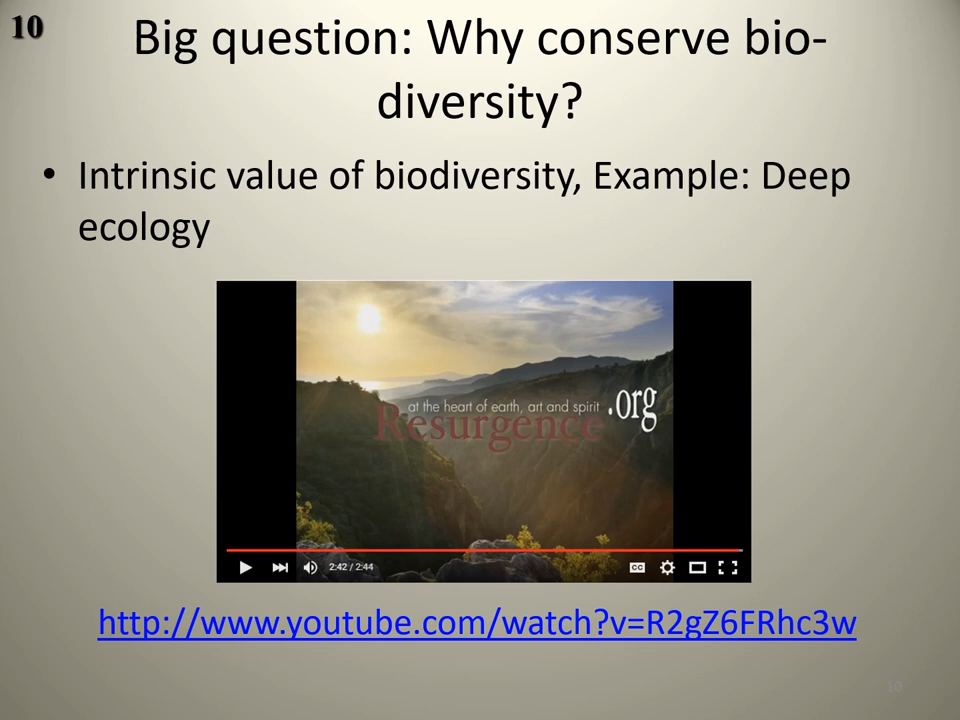 10
Big question: Why conserve bio-
diversity?
• Intrinsic value of biodiversity, Example: Deep
ecology
at the heart of earth, art and spirit
Resurgence .org
2:42 / 2:44
CC
http://www.youtube.com/watch?v=R2gZ6FRhc3w
10